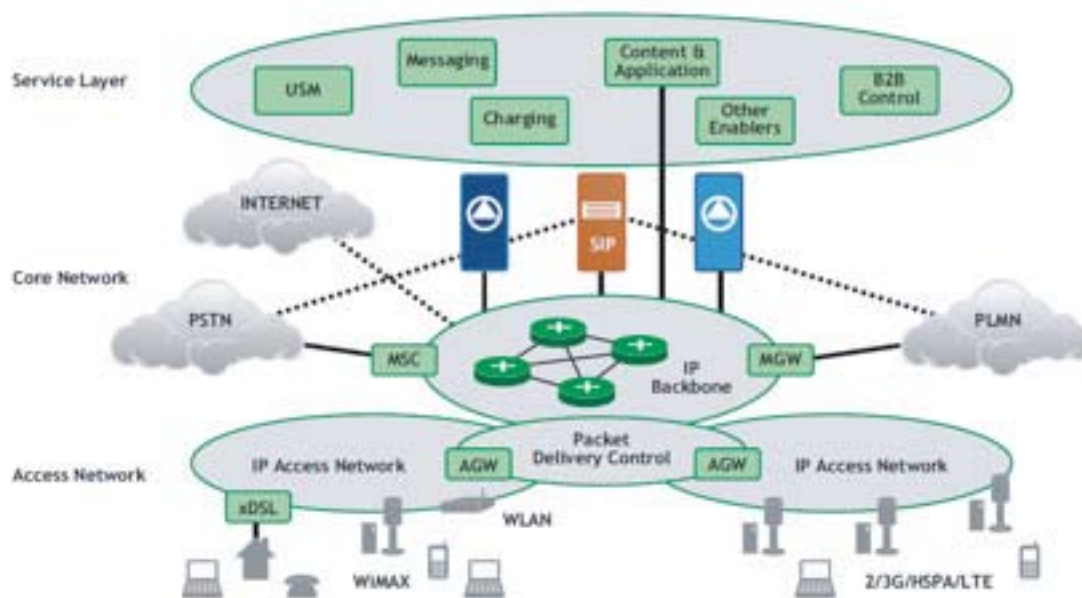 Service Layer
USM
Messaging
Charging
Content &
Application
Other
Enablers
B2B
Control
INTERNET
SIP
Core Network
PSTN
PLMN
MSC
MGW
IP
Backbone
Packet
Delivery Control
Access Network
IP Access Network
AGW
AGW
IP Access Network
xDSL
WLAN
WiMAX
2/3G/HSPA/LTE